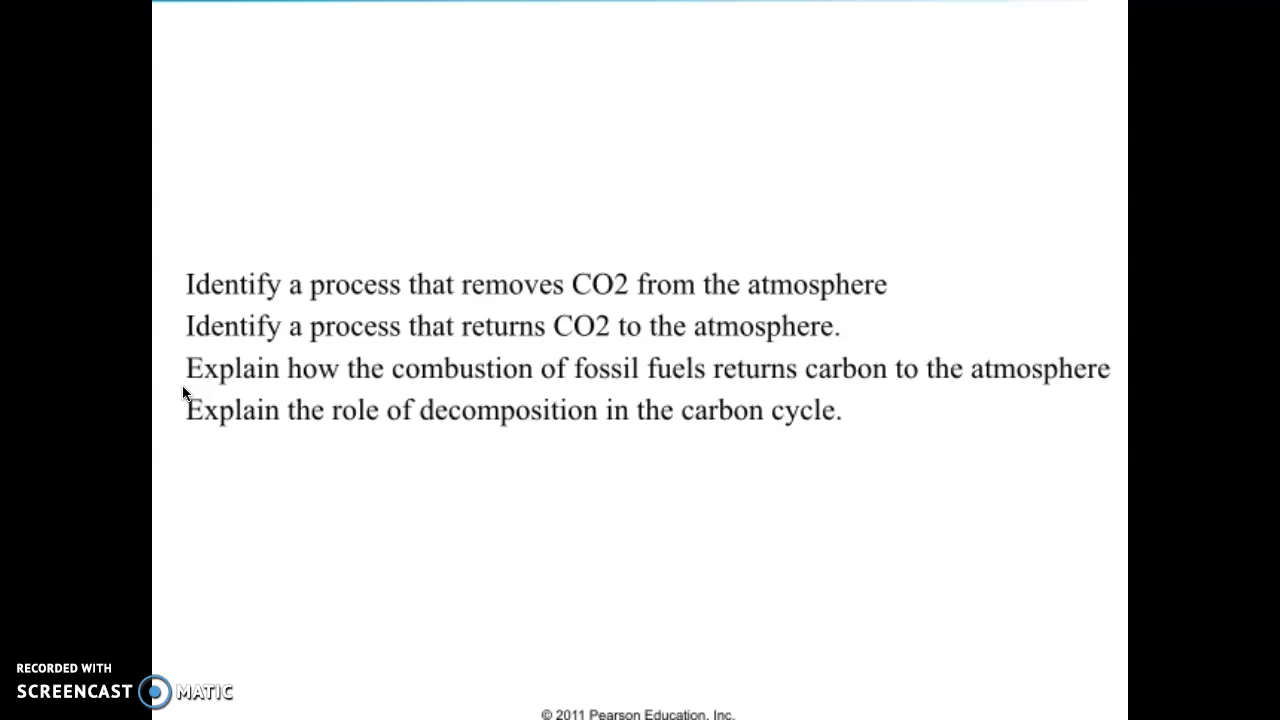 Identify a process that removes CO2 from the atmosphere
Identify a process that returns CO2 to the atmosphere.
Explain how the combustion of fossil fuels returns carbon to the atmosphere
Explain the role of decomposition in the carbon cycle.
RECORDED WITH
SCREENCAST MATIC
© 2011 Pearson Education, Inc.